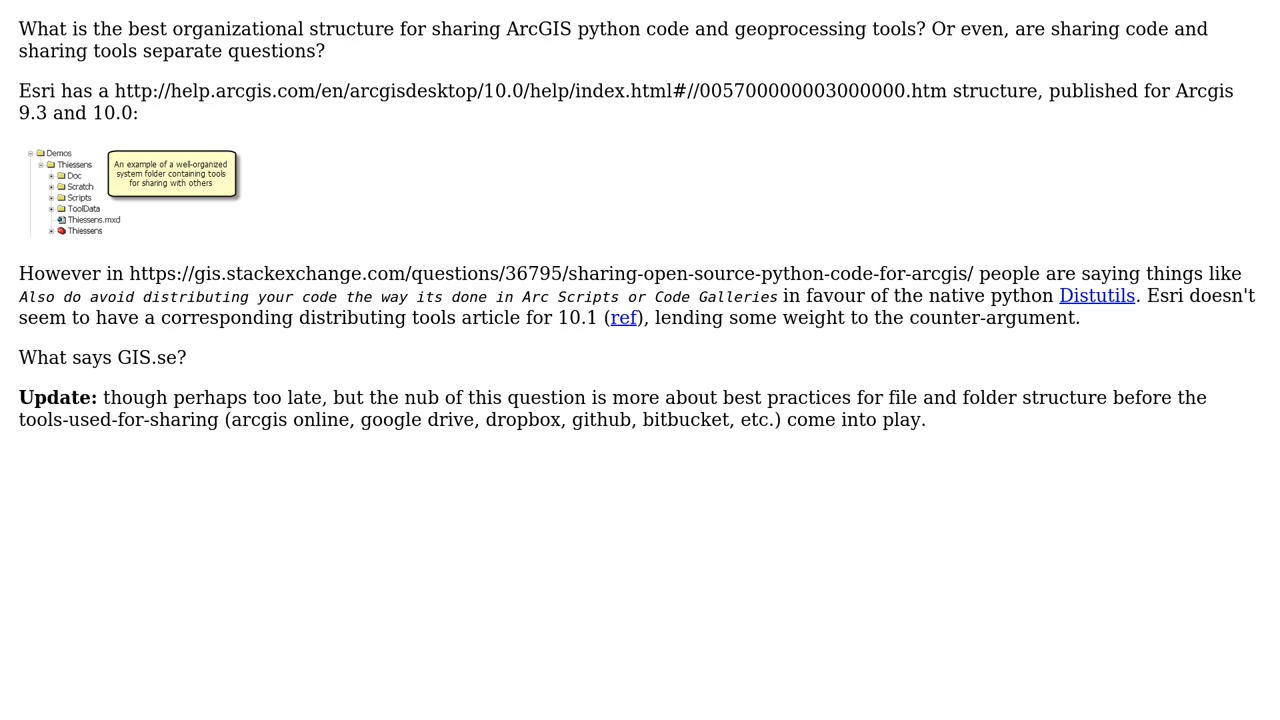 What is the best organizational structure for sharing ArcGIS python code and geoprocessing tools? Or even, are sharing code and
sharing tools separate questions?
Esri has a http://help.arcgis.com/en/arcgisdesktop/10.0/help/index.html#//005700000003000000.htm structure, published for Arcgis
9.3 and 10.0:
Demos
Thiessens
Doc
Scratch
Scripts
ToolData
Thiessens.mxd
Thiessens
An example of a well-organized
system folder containing tools
for sharing with others
However in https://gis.stackexchange.com/questions/36795/sharing-open-source-python-code-for-arcgis/ people are saying things like
Also do avoid distributing your code the way its done in Arc Scripts or Code Galleries in favour of the native python Distutils. Esri doesn't
seem to have a corresponding distributing tools article for 10.1 (ref), lending some weight to the counter-argument.
What says GIS.se?
Update: though perhaps too late, but the nub of this question is more about best practices for file and folder structure before the
tools-used-for-sharing (arcgis online, google drive, dropbox, github, bitbucket, etc.) come into play.